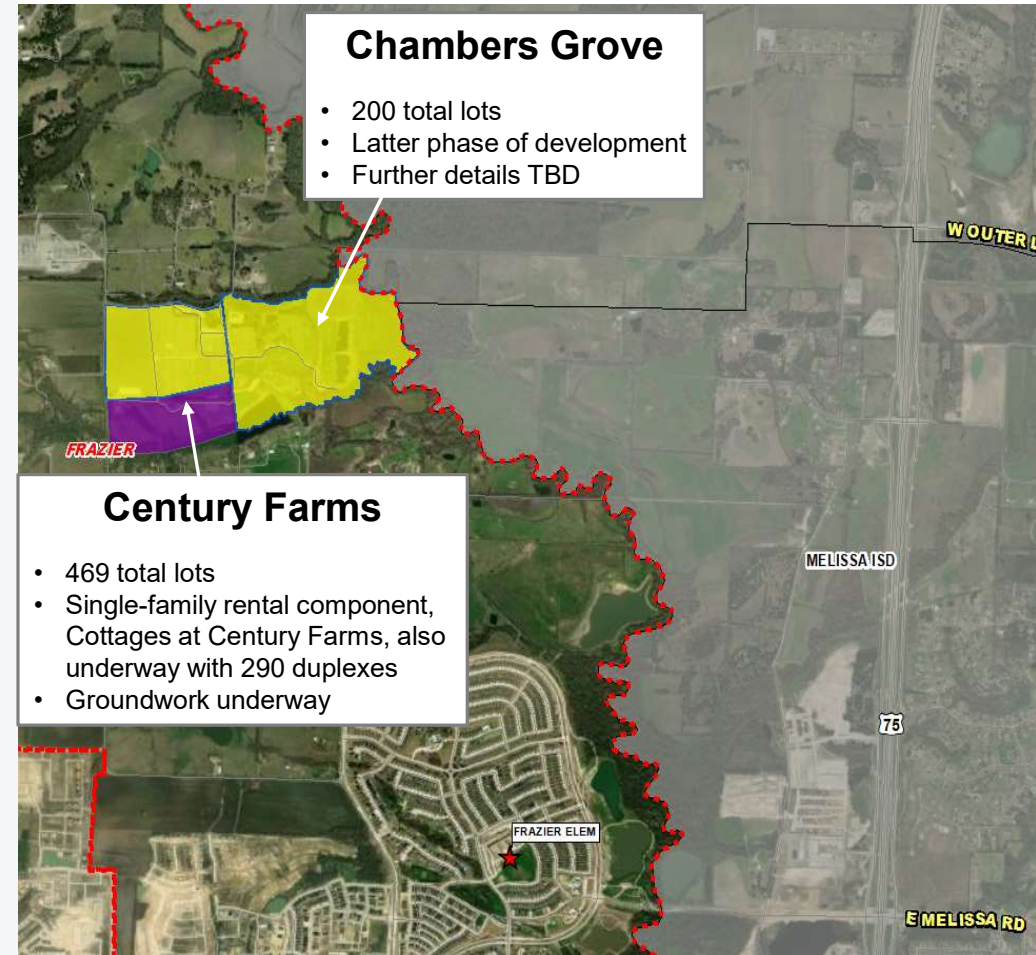 Chambers Grove
• 200 total lots
• Latter phase of development
• Further details TBD
W OUTER
FRAZIER
Century Farms
• 469 total lots
• Single-family rental component,
Cottages at Century Farms, also
underway with 290 duplexes
• Groundwork underway
MELISSA ISD
75
FRAZIER ELEM
E MELISSA RD